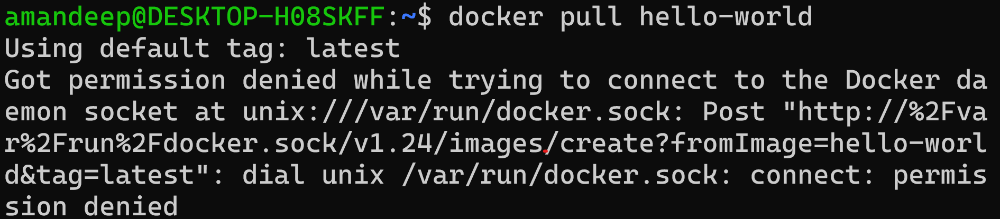 amandeep@DESKTOP-H08SKFF:~$ docker pull hello-world
Using default tag: latest
Got permission denied while trying to connect to the Docker da
emon socket at unix:///var/run/docker.sock: Post "http://%2Fva
r%2Frun%2Fdocker.sock/v1.24/images/create?fromImage=hello-worl
d&tag=latest": dial unix /var/run/docker.sock: connect: permis
sion denied